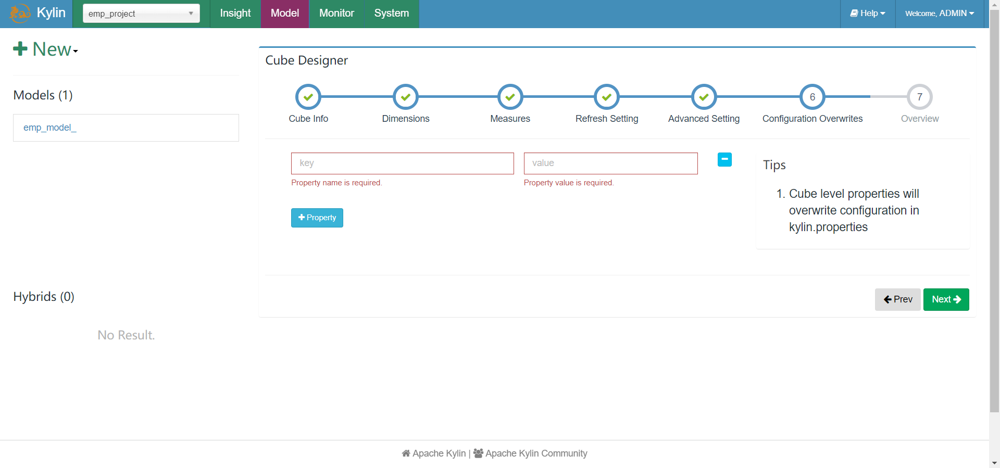 Kylin
emp_project
Insight
Model
Monitor
System
Help
Welcome, ADMIN
New
Models (1)
emp_model_
Hybrids (0)
No Result.
Cube Designer
Cube Info
Dimensions
Measures
Refresh Setting
Advanced Setting
6
Configuration Overwrites
7
Overview
key
value
Property name is required.
Property value is required.
Property
Tips
1. Cube level properties will
overwrite configuration in
kylin.properties
Prev
Next
Apache Kylin | Apache Kylin Community